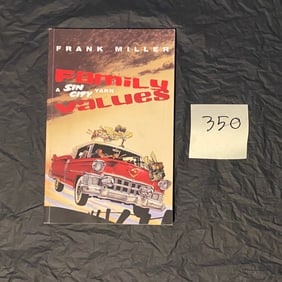 FRANK MILLER
Family
A SIN CITY YARN
values
350